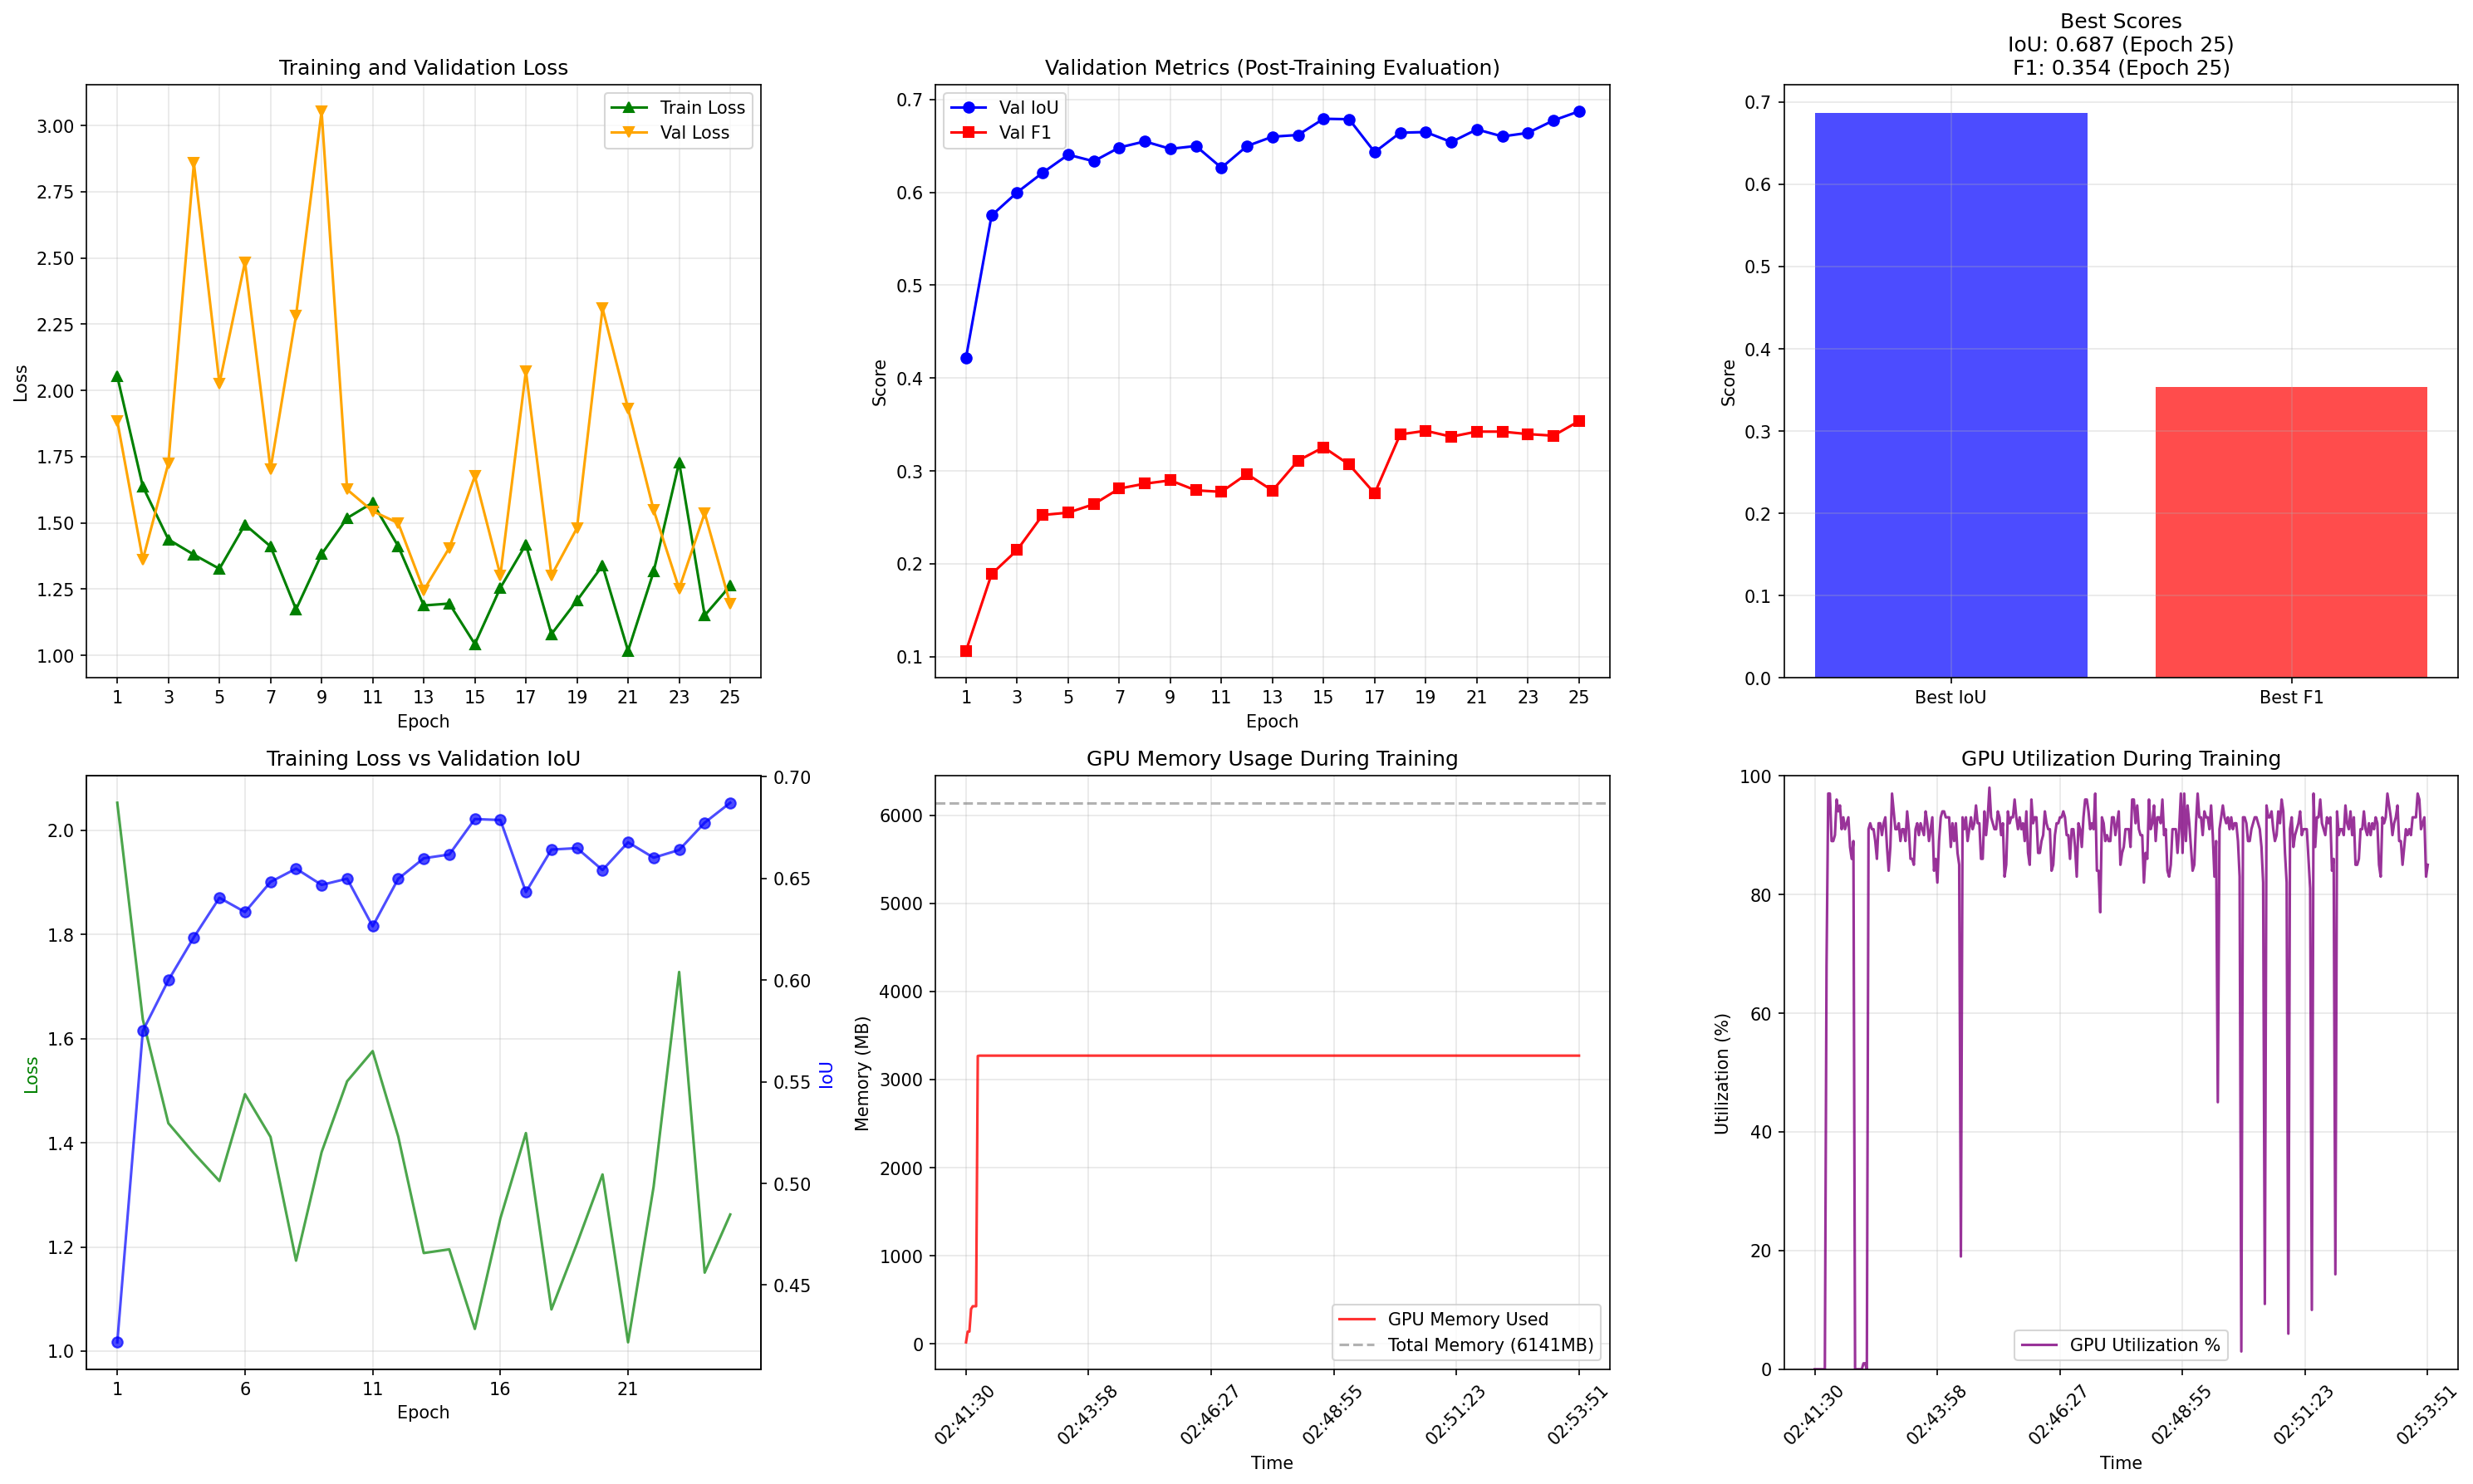 Training and Validation Loss
Train Loss
Val Loss
3.00
2.75
2.50
2.25
2.00
1.75
1.50
1.25
1.00
Loss
1 3 5 7 9 11 13 15 17 19 21 23 25
Epoch
Validation Metrics (Post-Training Evaluation)
Val IoU
Val F1
0.7
0.6
0.5
0.4
0.3
0.2
0.1
Score
1 3 5 7 9 11 13 15 17 19 21 23 25
Epoch
Best Scores
IoU: 0.687 (Epoch 25)
F1: 0.354 (Epoch 25)
0.7
0.6
0.5
0.4
0.3
0.2
0.1
0.0
Score
Best IoU Best F1
Training Loss vs Validation IoU
2.0
1.8
1.6
1.4
1.2
1.0
Loss
0.70
0.65
0.60
0.55
0.50
0.45
IoU
1 6 11 16 21
Epoch
GPU Memory Usage During Training
6000
5000
4000
3000
2000
1000
0
Memory (MB)
GPU Memory Used
Total Memory (6141MB)
02:41:30 02:43:58 02:46:27 02:48:55 02:51:23 02:53:51
Time
GPU Utilization During Training
100
80
60
40
20
0
Utilization (%)
GPU Utilization %
02:41:30 02:43:58 02:46:27 02:48:55 02:51:23 02:53:51
Time